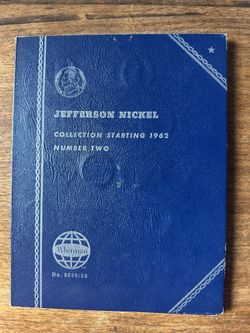 JEFFERSON NICKEL
COLLECTION STARTING 1962
NUMBER TWO
Whitman